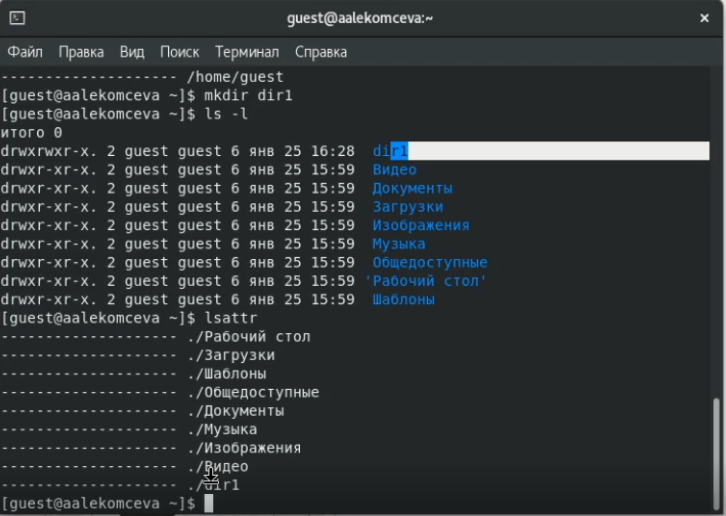 guest@aalekomceva:~
Файл Правка Вид Поиск Терминал Справка
-------------------- /home/guest
[guest@aalekomceva ~]$ mkdir dir1
[guest@aalekomceva ~]$ ls -l
итого 0
drwxrwxr-x. 2 guest guest 6 янв 25 16:28 dir1
drwxr-xr-x. 2 guest guest 6 янв 25 15:59 Видео
drwxr-xr-x. 2 guest guest 6 янв 25 15:59 Документы
drwxr-xr-x. 2 guest guest 6 янв 25 15:59 Загрузки
drwxr-xr-x. 2 guest guest 6 янв 25 15:59 Изображения
drwxr-xr-x. 2 guest guest 6 янв 25 15:59 Музыка
drwxr-xr-x. 2 guest guest 6 янв 25 15:59 Общедоступные
drwxr-xr-x. 2 guest guest 6 янв 25 15:59 'Рабочий стол'
drwxr-xr-x. 2 guest guest 6 янв 25 15:59 Шаблоны
[guest@aalekomceva ~]$ lsattr
-------------------- ./Рабочий стол
-------------------- ./Загрузки
-------------------- ./Шаблоны
-------------------- ./Общедоступные
-------------------- ./Документы
-------------------- ./Музыка
-------------------- ./Изображения
-------------------- ./Видео
-------------------- ./dir1
[guest@aalekomceva ~]$